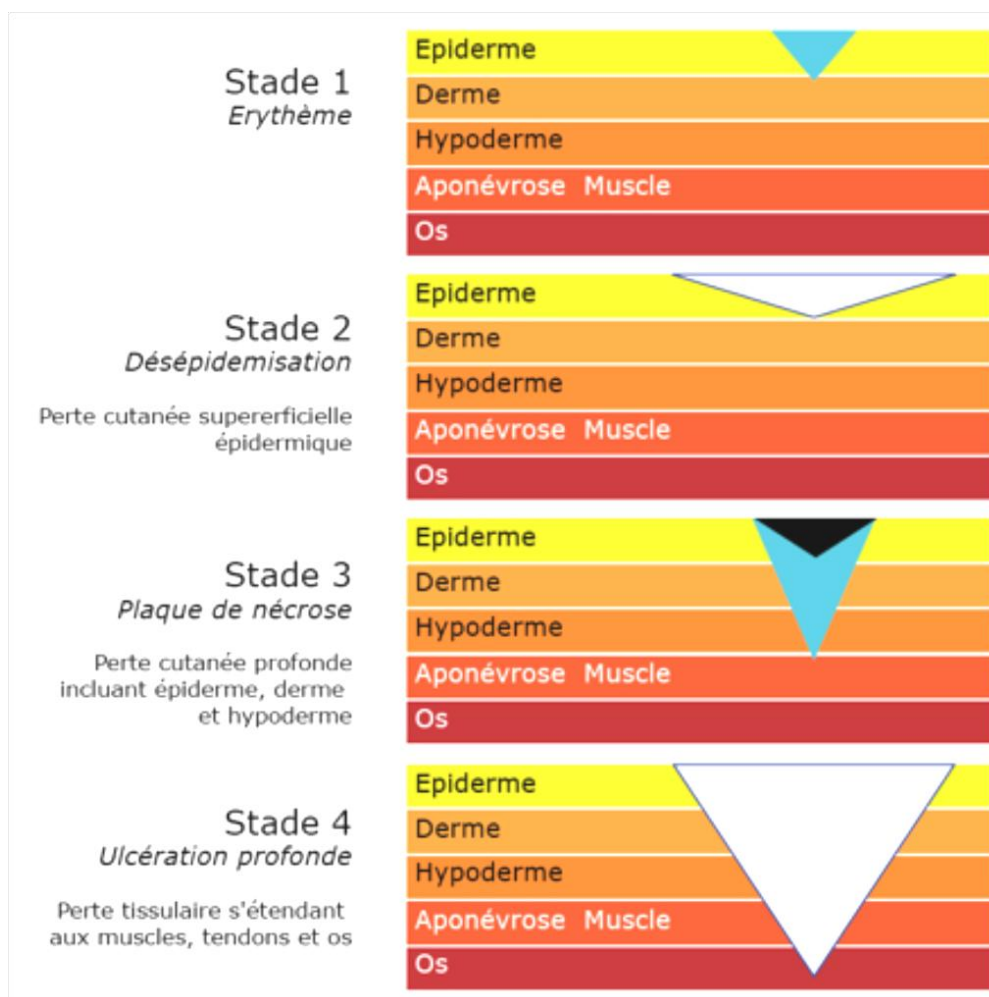 Stade 1
Erythème
Epiderme
Derme
Hypoderme
Aponévrose Muscle
Os
Stade 2
Désépidemisation
Perte cutanée supererficielle
épidermique
Epiderme
Derme
Hypoderme
Aponévrose Muscle
Os
Stade 3
Plaque de nécrose
Perte cutanée profonde
incluant épiderme, derme
et hypoderme
Epiderme
Derme
Hypoderme
Aponévrose Muscle
Os
Stade 4
Ulcération profonde
Perte tissulaire s'étendant
aux muscles, tendons et os
Epiderme
Derme
Hypoderme
Aponévrose Muscle
Os